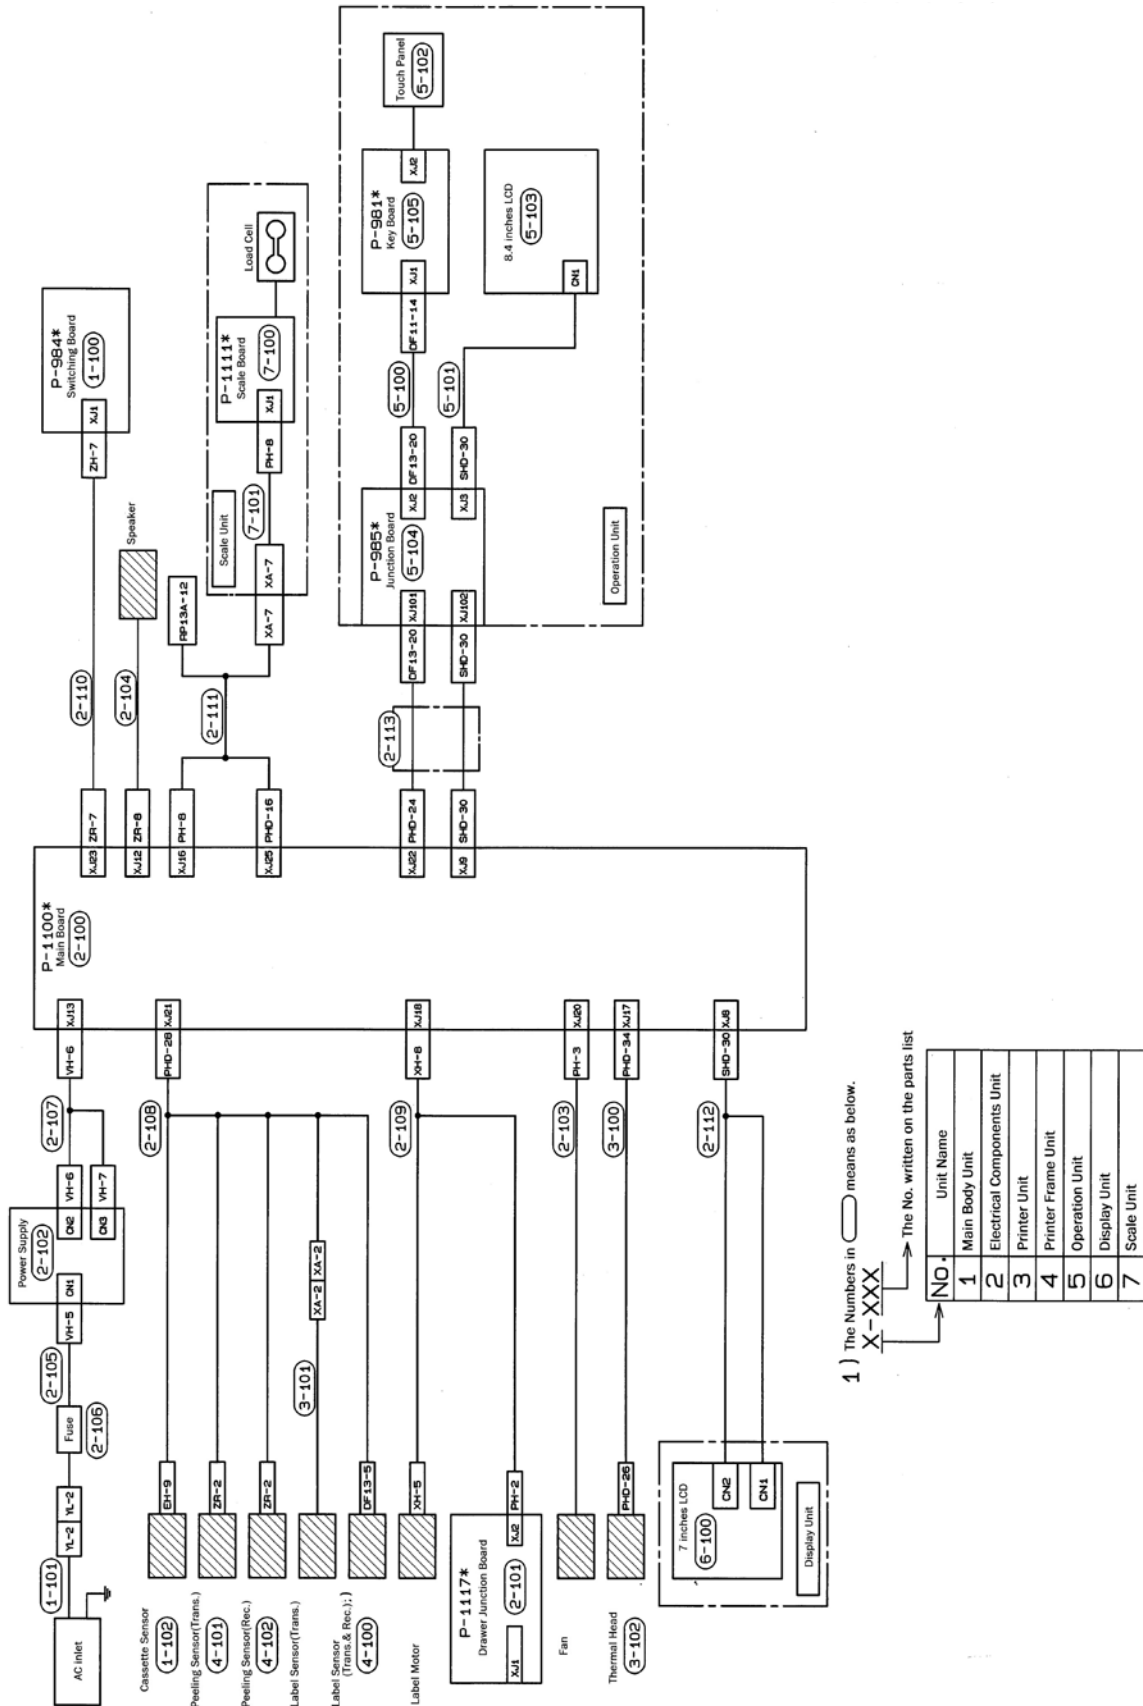 AC inlet
1-101
YL-2
YL-2
Fuse
2-106
2-105
VH-5
CN1
Power Supply
2-102
CN2
VH-6
CN3
VH-7
2-107
VH-6
XJ13
P-1100*
Main Board
2-100
Cassette Sensor
1-102
EH-9
2-108
PHD-28
XJ21
Peeling Sensor(Trans.)
4-101
ZR-2
Peeling Sensor(Rec.)
4-102
ZR-2
Label Sensor(Trans.)
3-101
XA-2
XA-2
Label Sensor
(Trans.& Rec.);)
4-100
DF13-5
Label Motor
XH-5
2-109
XH-8
XJ18
P-1117*
Drawer Junction Board
2-101
XJ1
XJ2
PH-2
Fan
2-103
PH-3
XJ20
Thermal Head
3-102
PHD-26
3-100
PHD-34
XJ17
7 inches LCD
6-100
CN2
CN1
Display Unit
2-112
SHD-30
XJ8
XJ23
ZR-7
2-110
ZH-7
XJ1
P-984*
Switching Board
1-100
XJ12
ZR-8
2-104
Speaker
XJ16
PH-8
XJ25
PHD-16
2-111
RP13A-12
XA-7
XA-7
Scale Unit
7-101
PH-8
XJ1
P-1111*
Scale Board
7-100
Load Cell
XJ22
PHD-24
2-113
DF13-20
XJ101
XJ9
SHD-30
SHD-30
XJ102
P-985*
Junction Board
5-104
XJ2
DF13-20
XJ3
SHD-30
5-100
5-101
DF11-14
XJ1
P-981*
Key Board
5-105
XJ2
Touch Panel
5-102
8.4 inches LCD
5-103
CN1
Operation Unit
1) The Numbers in means as below.
X-XXX The No. written on the parts list
No. Unit Name
1 Main Body Unit
2 Electrical Components Unit
3 Printer Unit
4 Printer Frame Unit
5 Operation Unit
6 Display Unit
7 Scale Unit